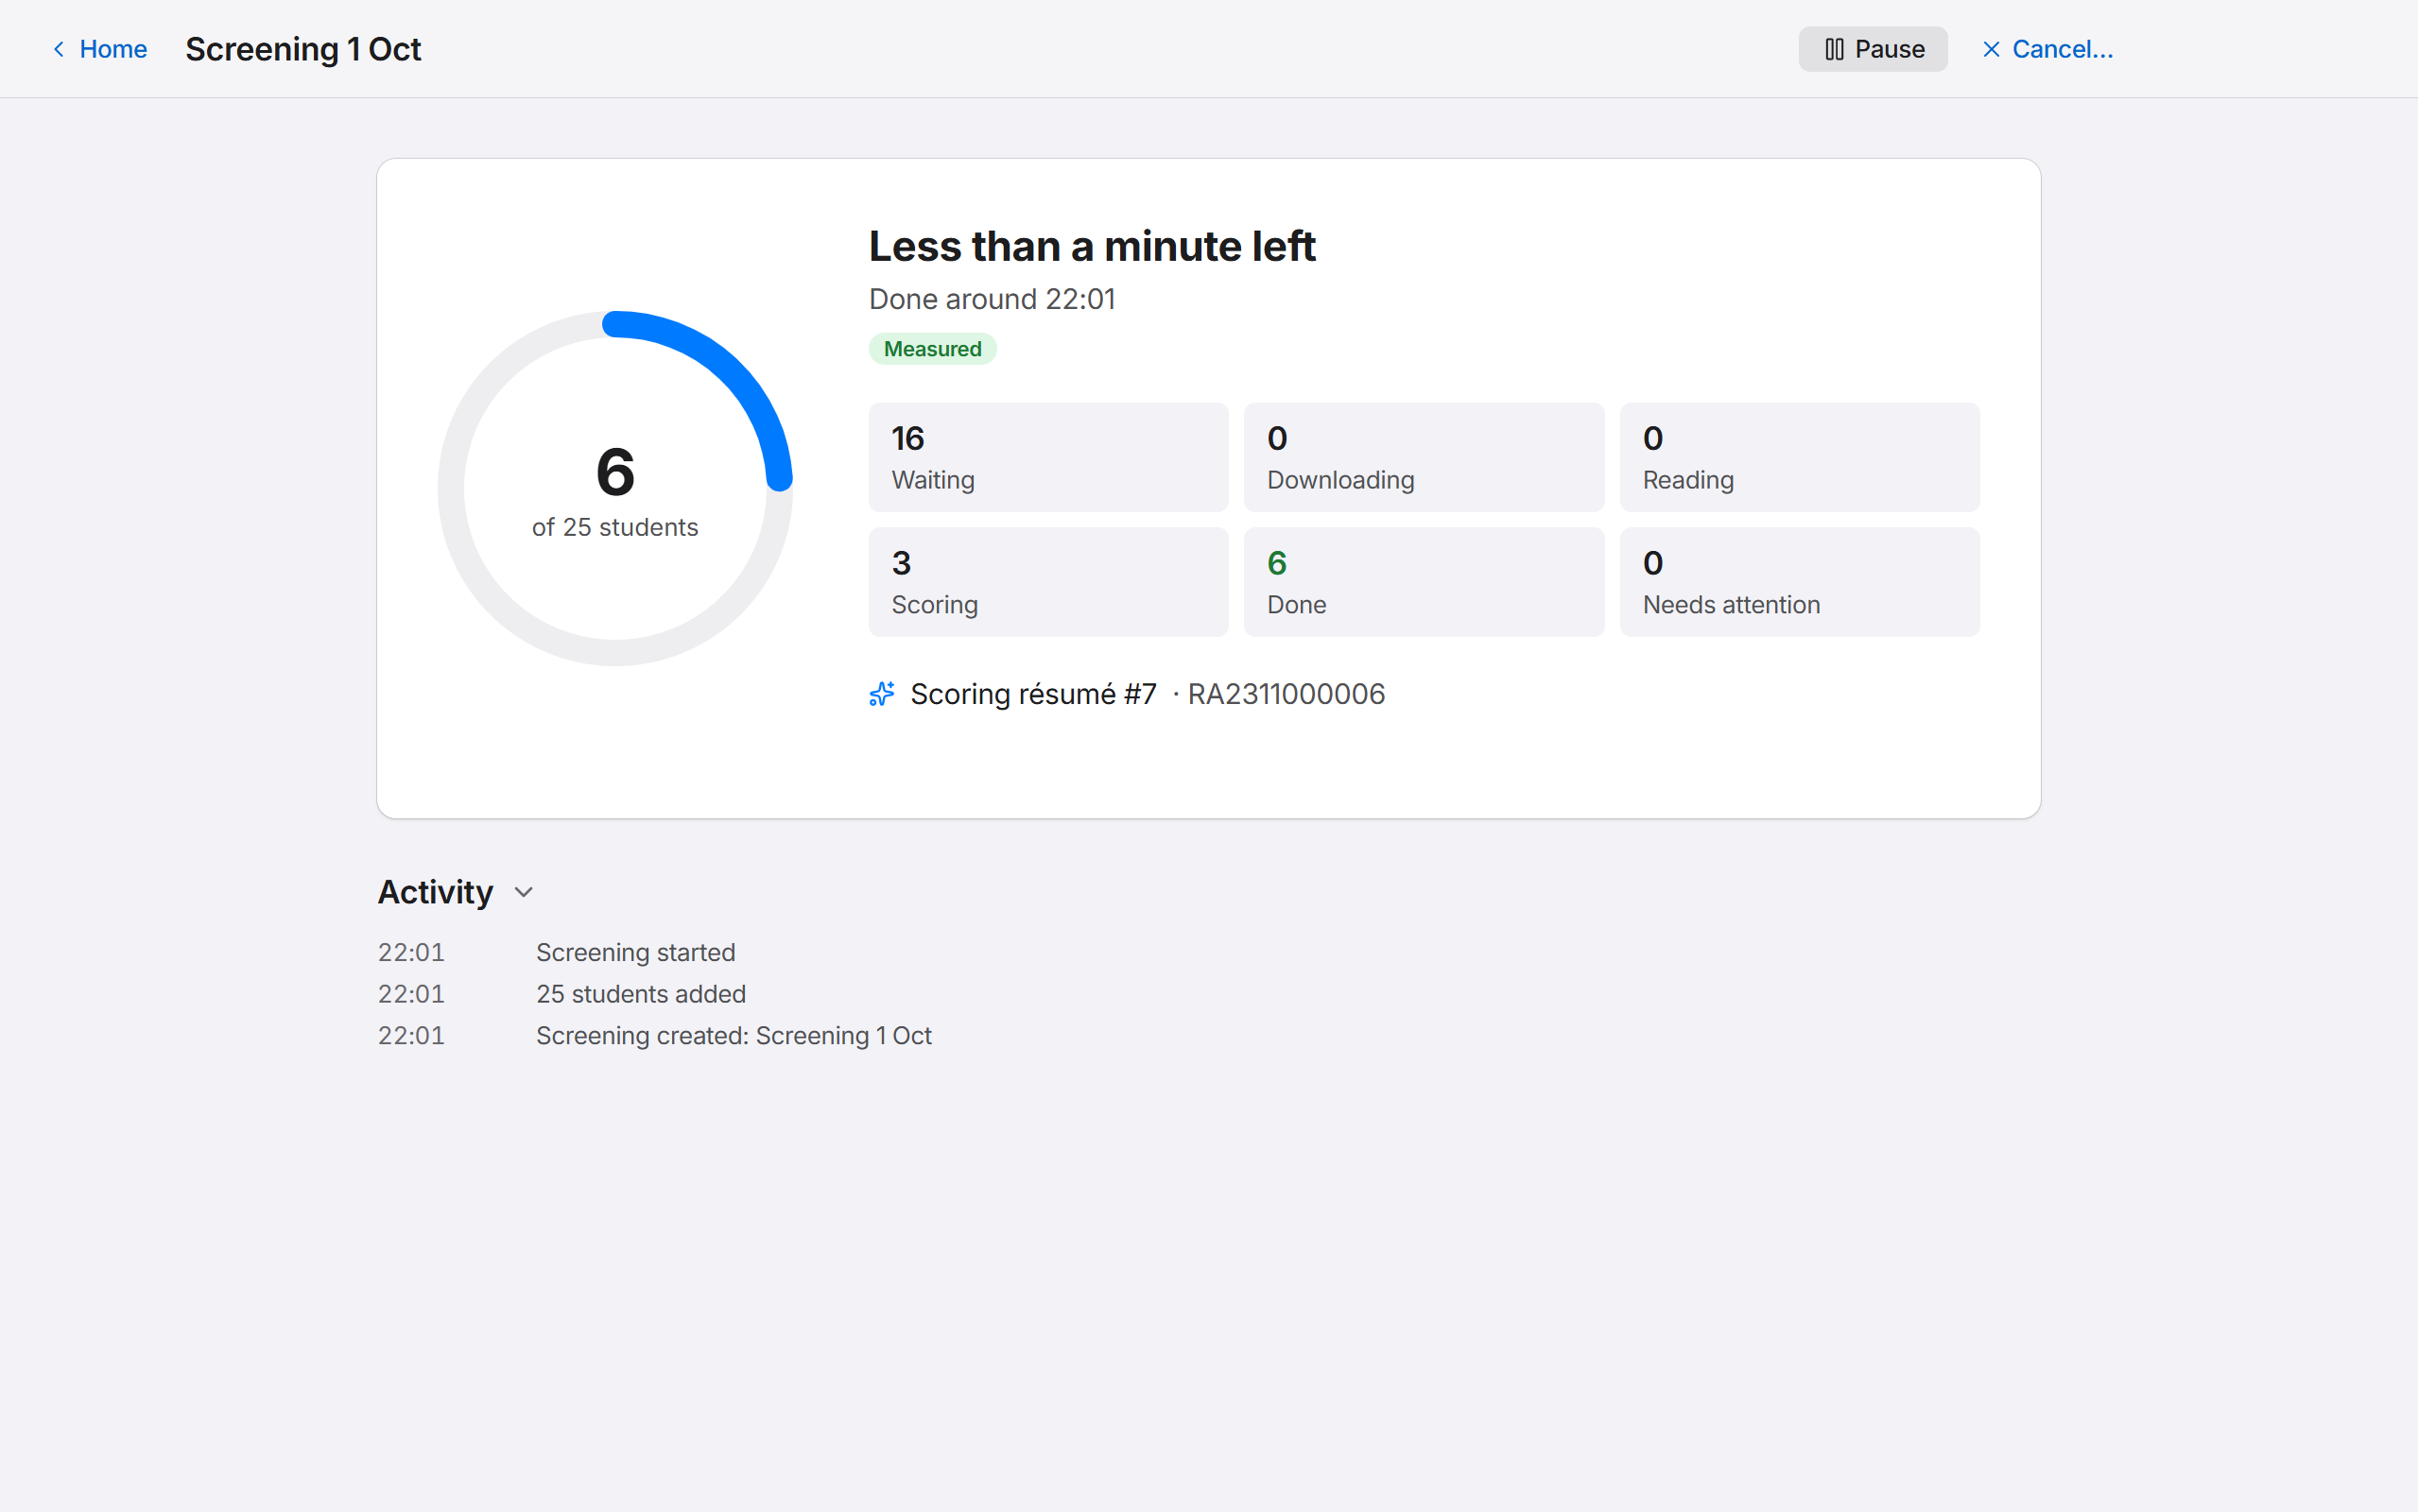 Home
Screening 1 Oct
Pause
Cancel...
Less than a minute left
Done around 22:01
Measured
6
of 25 students
16
Waiting
0
Downloading
0
Reading
3
Scoring
6
Done
0
Needs attention
Scoring résumé #7 · RA2311000006
Activity
22:01 Screening started
22:01 25 students added
22:01 Screening created: Screening 1 Oct